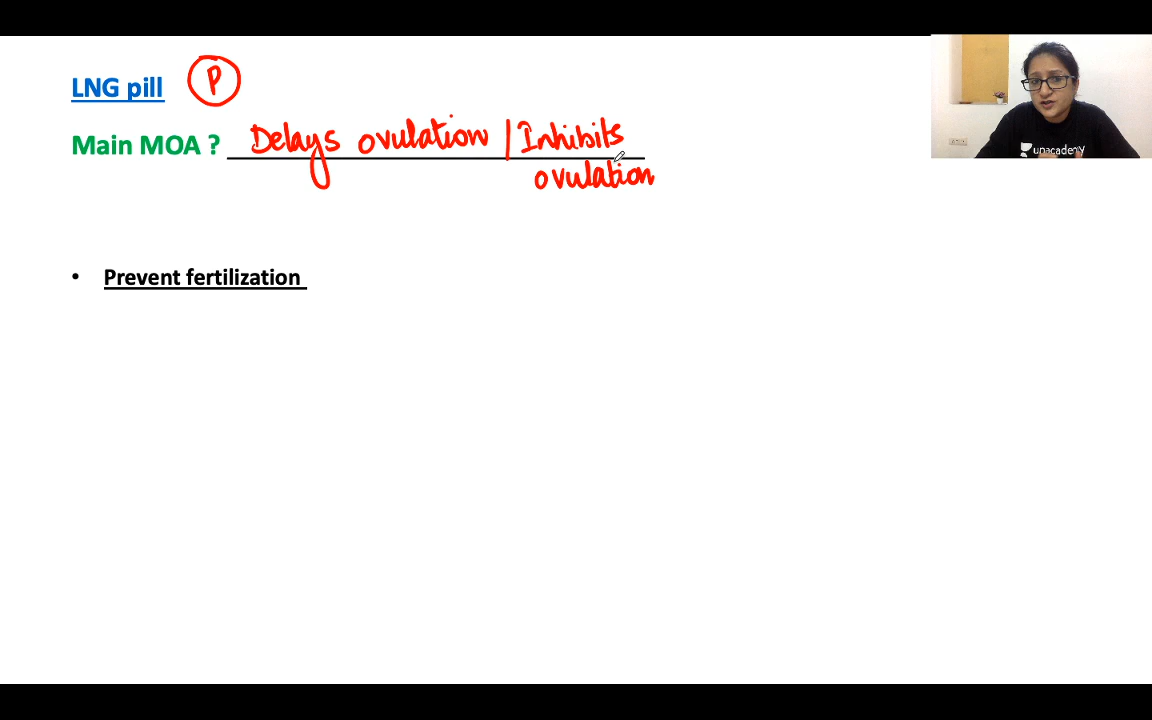 LNG pill P
Main MOA ? Delays ovulation | Inhibits
ovulation
• Prevent fertilization
unacademy